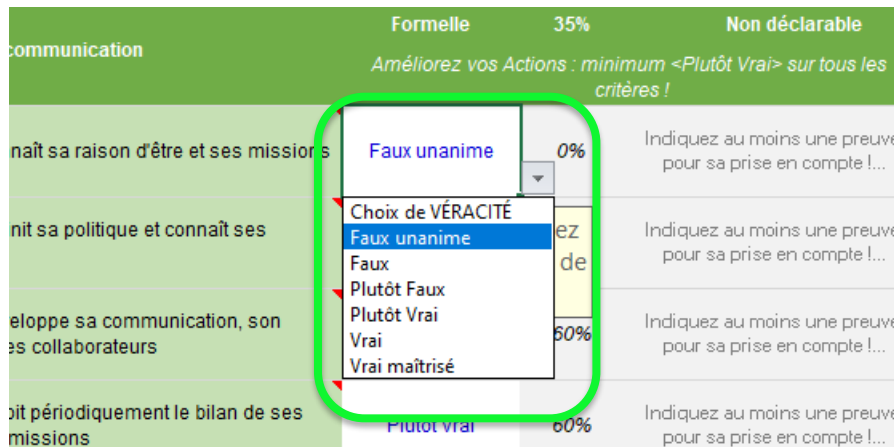 Formelle 35% Non déclarable
communication
Améliorez vos Actions : minimum <Plutôt Vrai> sur tous les
critères !
naît sa raison d'être et ses missions
Faux unanime
0%
Indiquez au moins une preuve
pour sa prise en compte !...
Choix de VÉRACITÉ
Faux unanime
Faux
Plutôt Faux
Plutôt Vrai
Vrai
Vrai maîtrisé
nit sa politique et connaît ses
ez
de
Indiquez au moins une preuve
pour sa prise en compte !...
eloppe sa communication, son
es collaborateurs
60%
Indiquez au moins une preuve
pour sa prise en compte !...
oit périodiquement le bilan de ses
missions
Plutôt Vrai
60%
Indiquez au moins une preuve
pour sa prise en compte !...